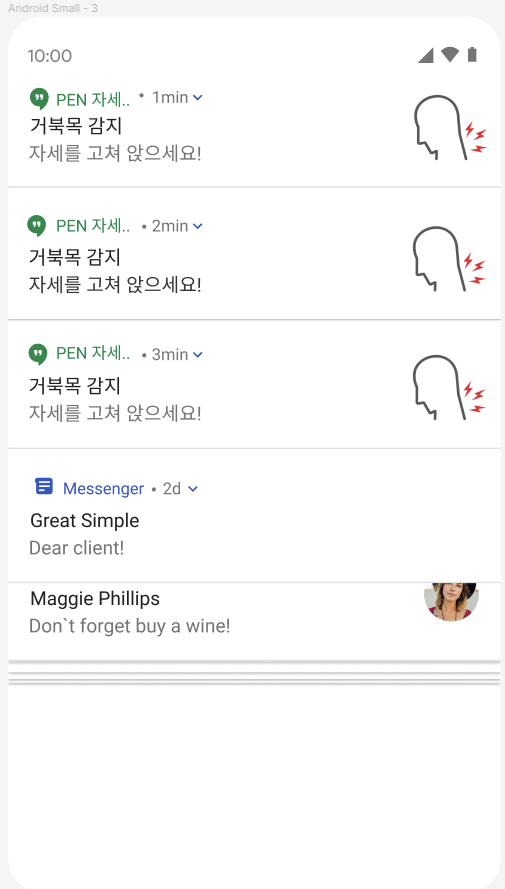 Android Small - 3
10:00
PEN 자세.. • 1min
거북목 감지
자세를 고쳐 앉으세요!
PEN 자세.. • 2min
거북목 감지
자세를 고쳐 앉으세요!
PEN 자세.. • 3min
거북목 감지
자세를 고쳐 앉으세요!
Messenger • 2d
Great Simple
Dear client!
Maggie Phillips
Don`t forget buy a wine!